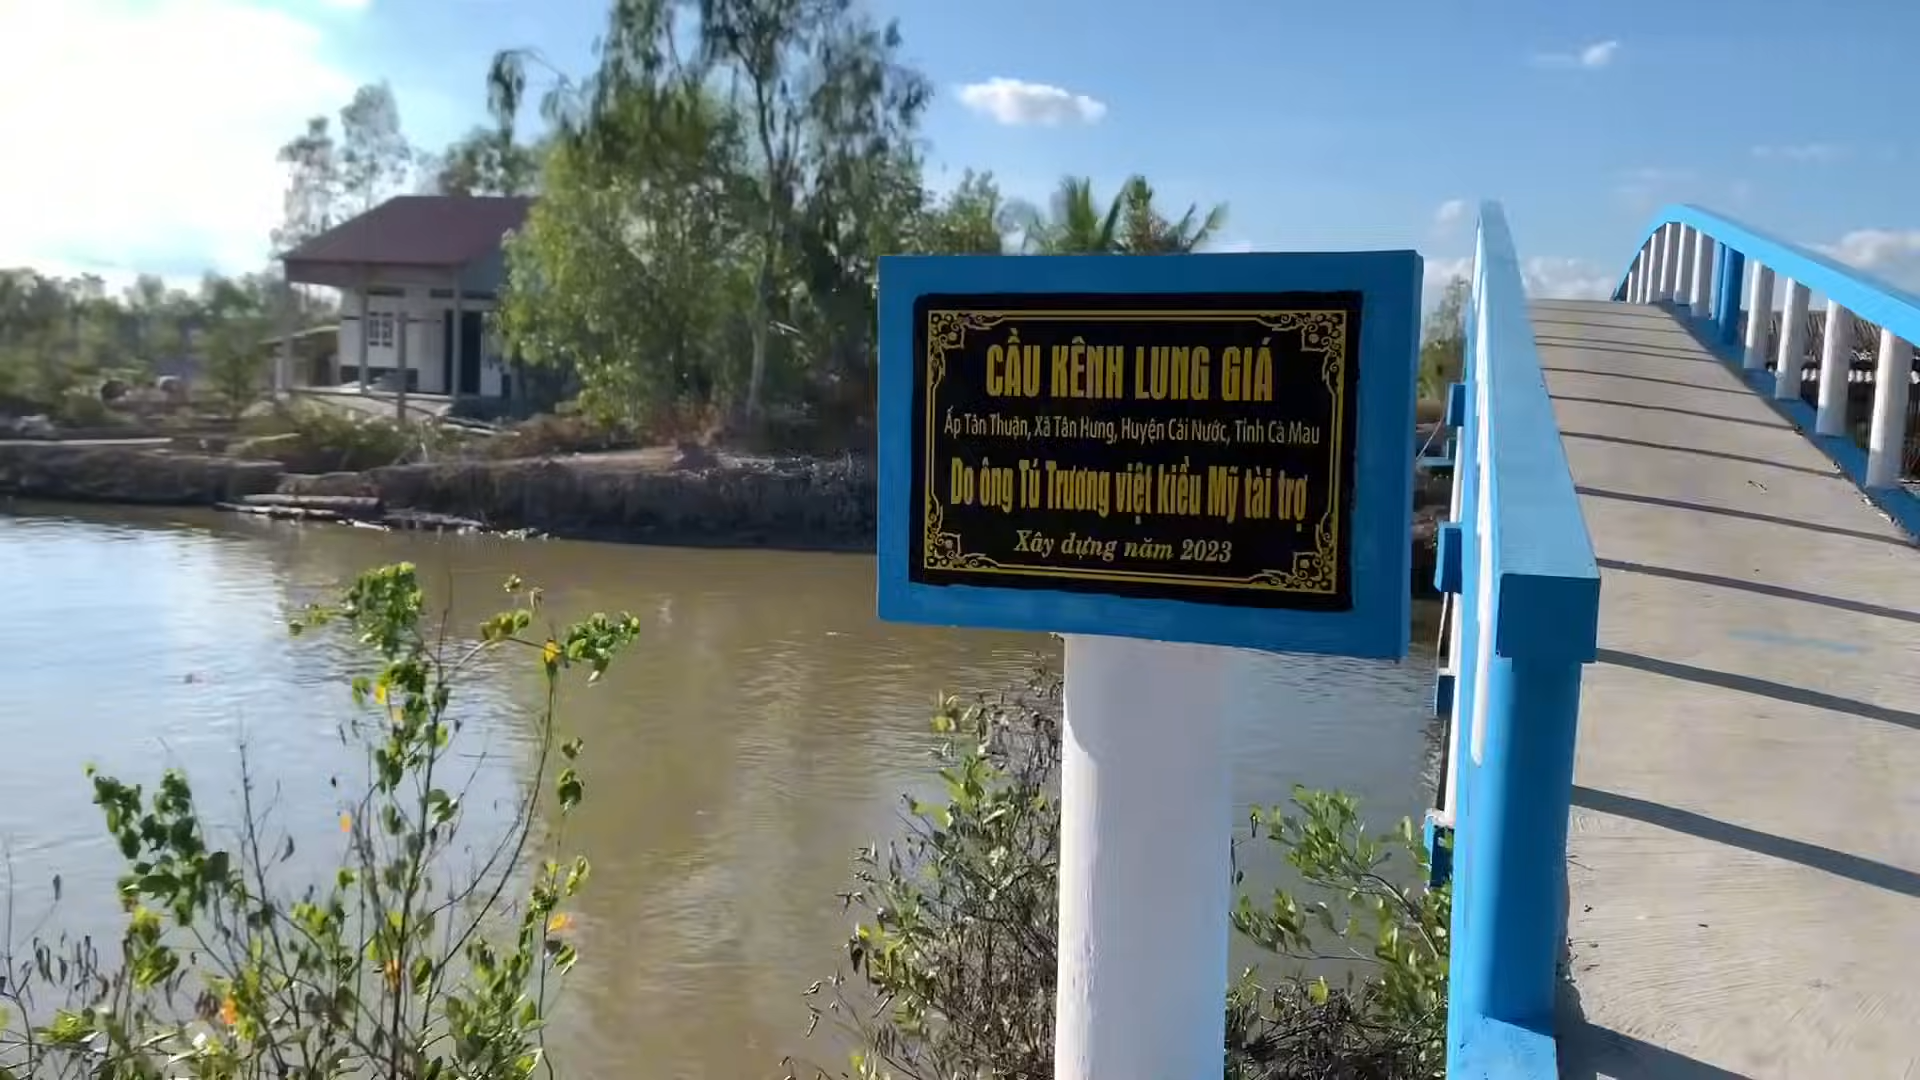 CẦU KÊNH LUNG GIÁ
Ấp Tân Thuận, Xã Tân Hưng, Huyện Cái Nước, Tỉnh Cà Mau
Do ông Tú Trương việt kiều Mỹ tài trợ
Xây dựng năm 2023